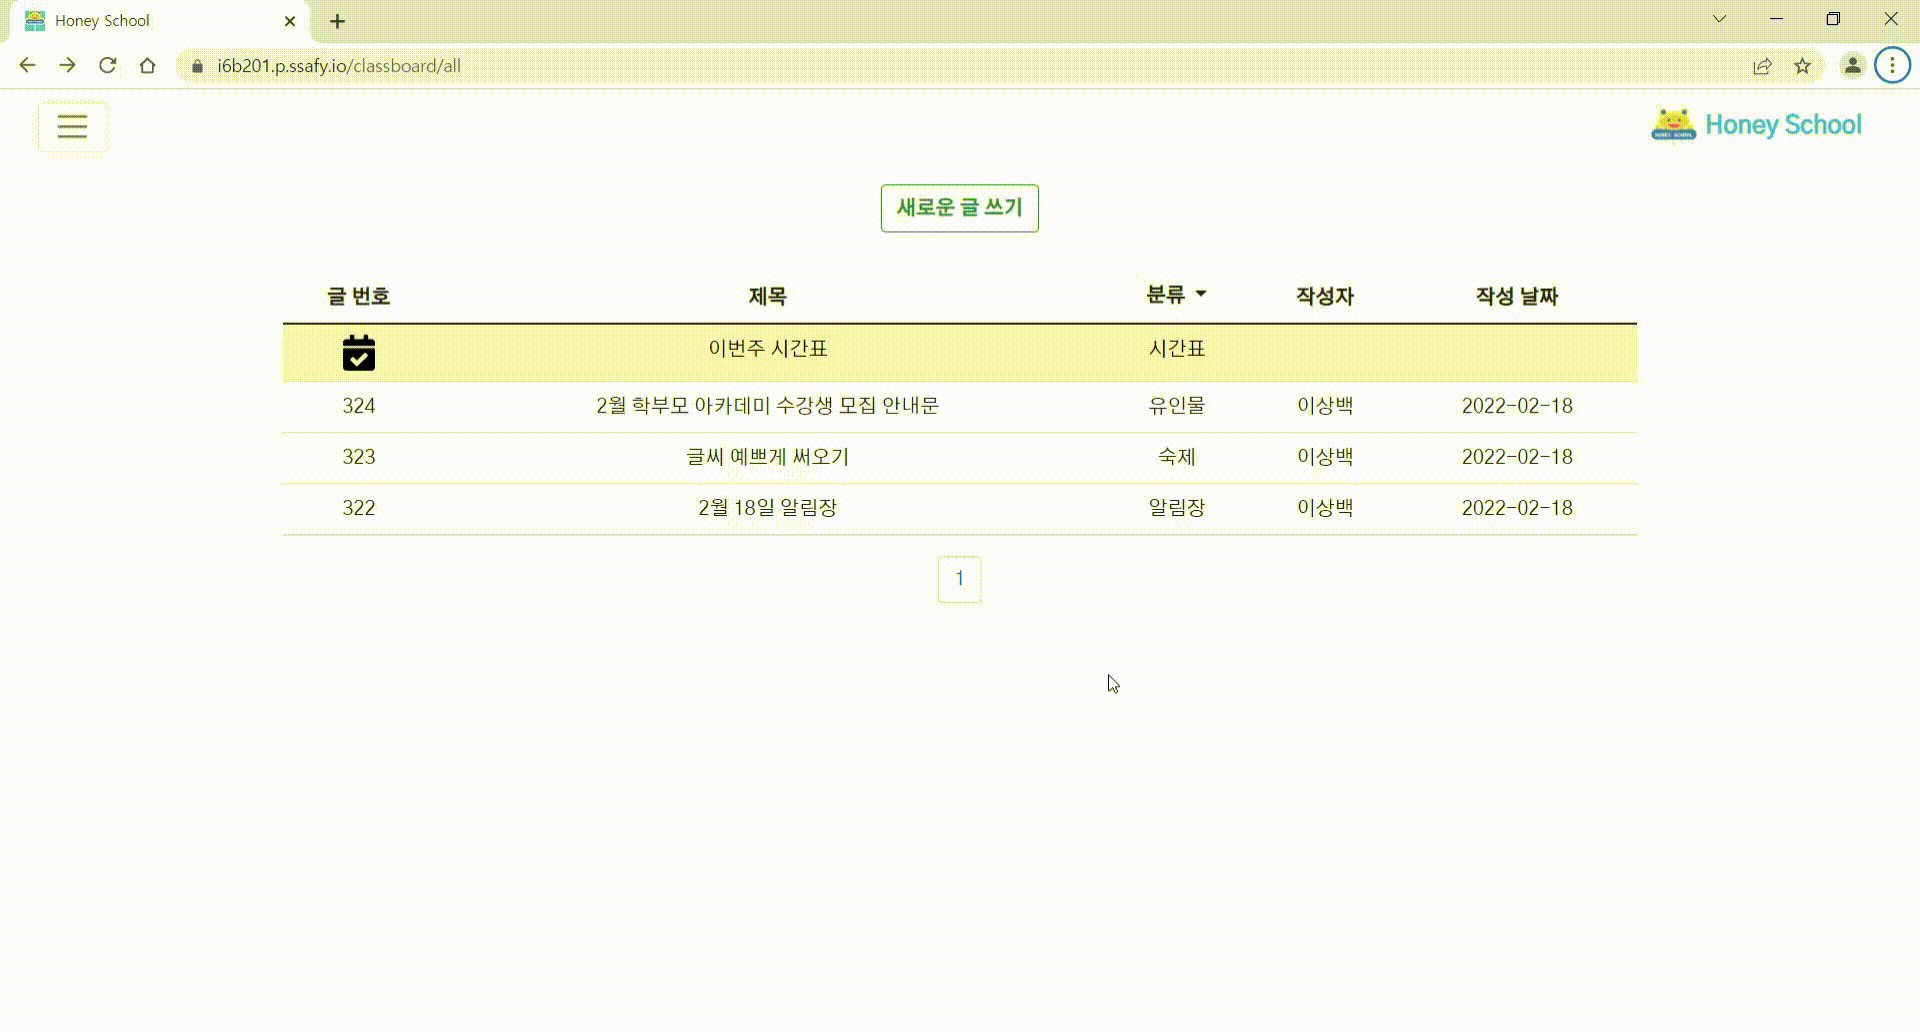 Honey School
i6b201.p.ssafy.io/classboard/all
Honey School
새로운 글 쓰기
글 번호 제목 분류 작성자 작성 날짜
이번주 시간표 시간표
324 2월 학부모 아카데미 수강생 모집 안내문 유인물 이상백 2022-02-18
323 글씨 예쁘게 써오기 숙제 이상백 2022-02-18
322 2월 18일 알림장 알림장 이상백 2022-02-18
1